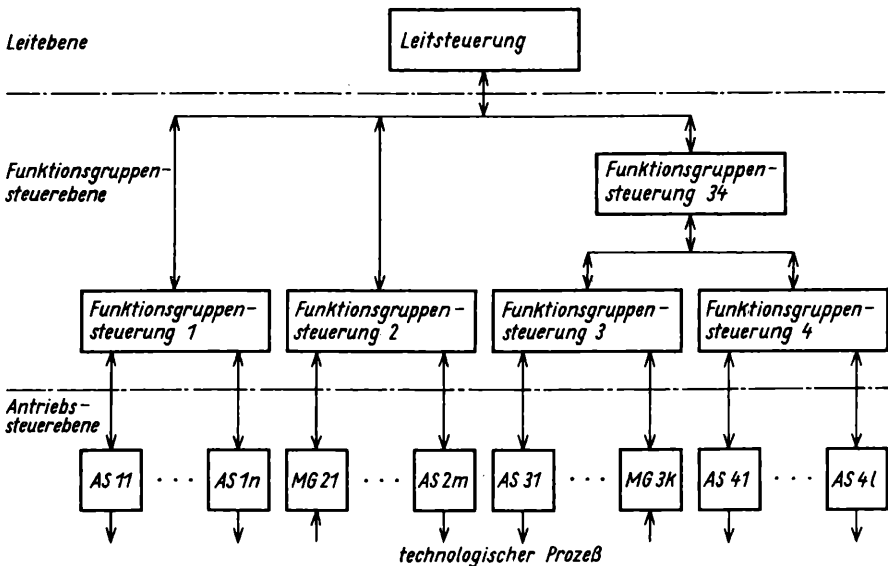 Leitebene
Leitsteuerung
Funktionsgruppen-
steuerebene
Funktionsgruppen-
steuerung 34
Funktionsgruppen-
steuerung 1
Funktionsgruppen-
steuerung 2
Funktionsgruppen-
steuerung 3
Funktionsgruppen-
steuerung 4
Antriebs-
steuerebene
AS 11 ... AS 1n MG 21 ... AS 2m AS 31 ... MG 3k AS 41 ... AS 4l
technologischer Prozeß